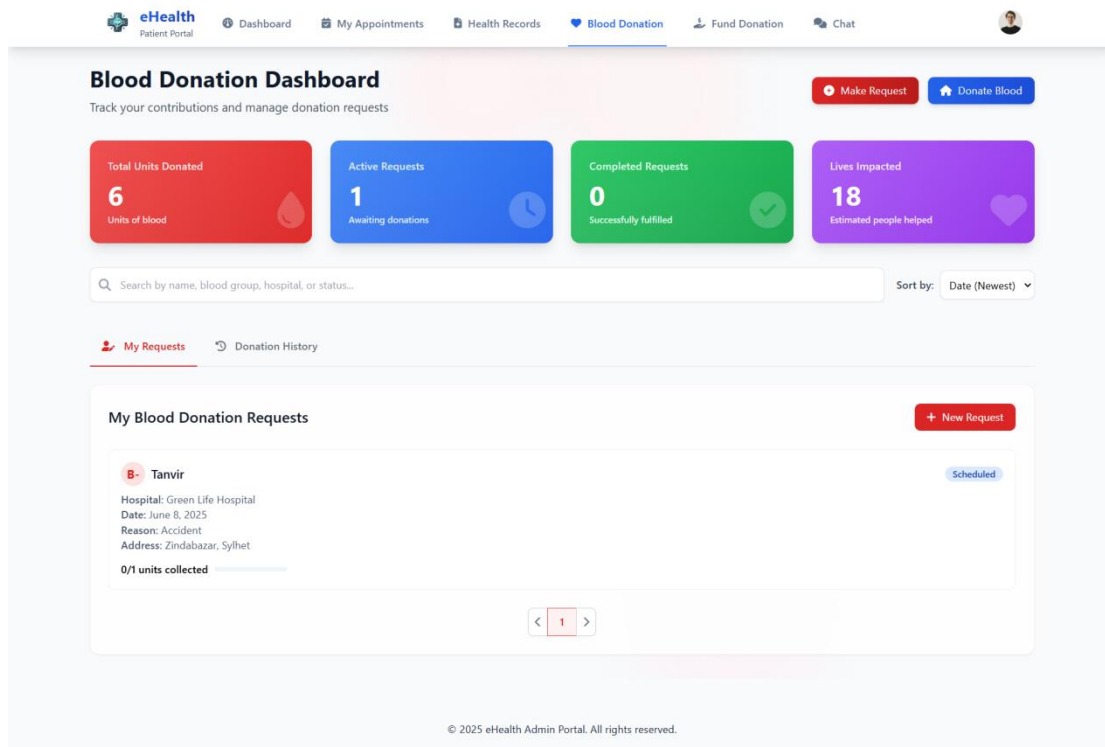 eHealth
Patient Portal
Dashboard
My Appointments
Health Records
Blood Donation
Fund Donation
Chat
Blood Donation Dashboard
Track your contributions and manage donation requests
Make Request
Donate Blood
Total Units Donated
6
Units of blood
Active Requests
1
Awaiting donations
Completed Requests
0
Successfully fulfilled
Lives Impacted
18
Estimated people helped
Search by name, blood group, hospital, or status...
Sort by:
Date (Newest)
My Requests
Donation History
My Blood Donation Requests
+ New Request
B- Tanvir
Scheduled
Hospital: Green Life Hospital
Date: June 8, 2025
Reason: Accident
Address: Zindabazar, Sylhet
0/1 units collected
< 1 >
© 2025 eHealth Admin Portal. All rights reserved.